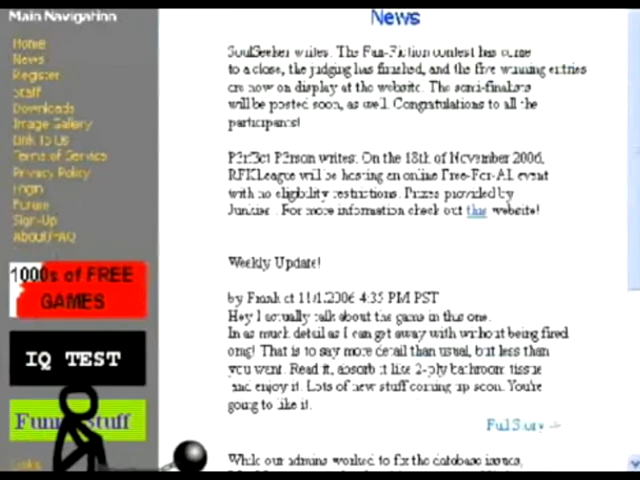 Main Navigation
Home
News
Register
Staff
Downloads
Image Gallery
Link To Us
Terms of Service
Privacy Policy
Login
Forum
Sign-Up
About/FAQ
1000s of FREE
GAMES
IQ TEST
Funny Stuff
Links
News
SoulSeeker writes: The Fan-Fiction contest has come
to a close, the judging has finished, and the five winning entries
are now on display at the website. The semi-finalists
will be posted soon, as well. Congratulations to all the
participants!
P3rf3ct P3rson writes: On the 18th of November 2006,
RFKLeague will be hosting an online Free-For-All event
with no eligibility restrictions. Prizes provided by
Junkies . For more information check out this website!
Weekly Update!
by Frank at 11/1/2006 4:35 PM PST
Hey I actually talk about the game in this one.
In as much detail as I can get away with without being fired
omg! That is to say more detail than usual, but less than
you want. Read it, absorb it like 2-ply bathroom tissue
and enjoy it. Lots of new stuff coming up soon. You're
going to like it.
Full Story
While our admins worked to fix the database issues,